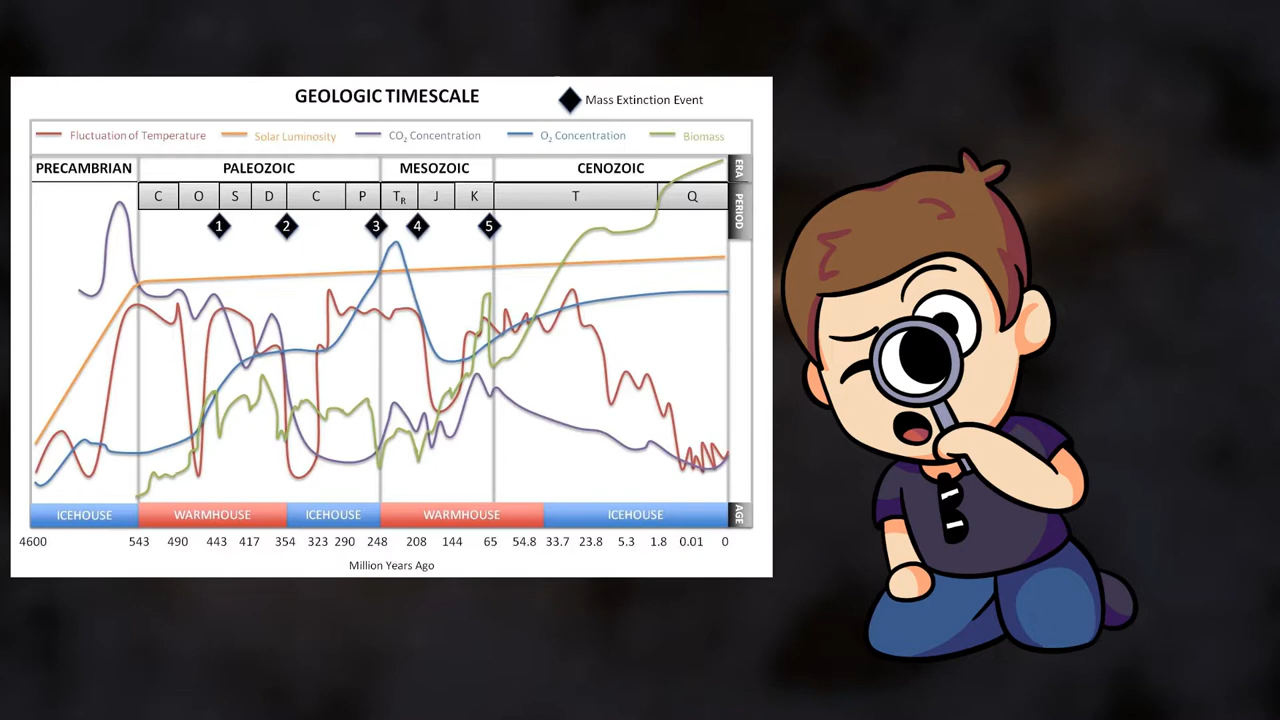 GEOLOGIC TIMESCALE
Mass Extinction Event
Fluctuation of Temperature Solar Luminosity CO₂ Concentration O₂ Concentration Biomass
PRECAMBRIAN PALEOZOIC MESOZOIC CENOZOIC ERA
C O S D C P TR J K T Q PERIOD
1 2 3 4 5
ICEHOUSE WARMHOUSE ICEHOUSE WARMHOUSE ICEHOUSE AGE
4600 543 490 443 417 354 323 290 248 208 144 65 54.8 33.7 23.8 5.3 1.8 0.01 0
Million Years Ago